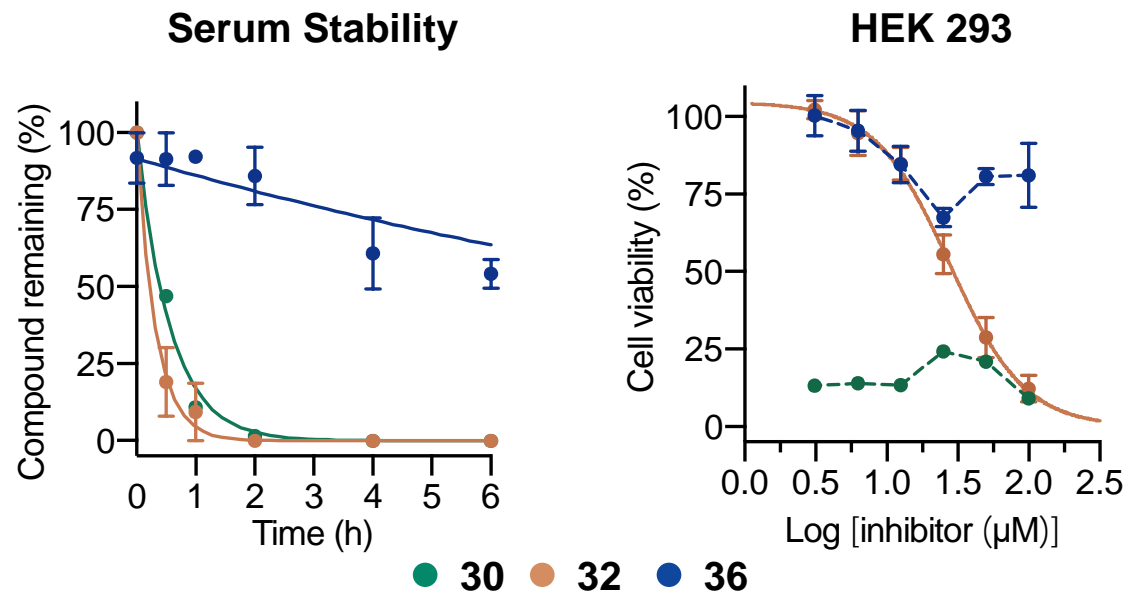 Serum Stability
Compound remaining (%)
100
75
50
25
0
0 1 2 3 4 5 6
Time (h)
HEK 293
Cell viability (%)
100
75
50
25
0
0.0 0.5 1.0 1.5 2.0 2.5
Log [inhibitor (µM)]
30 32 36